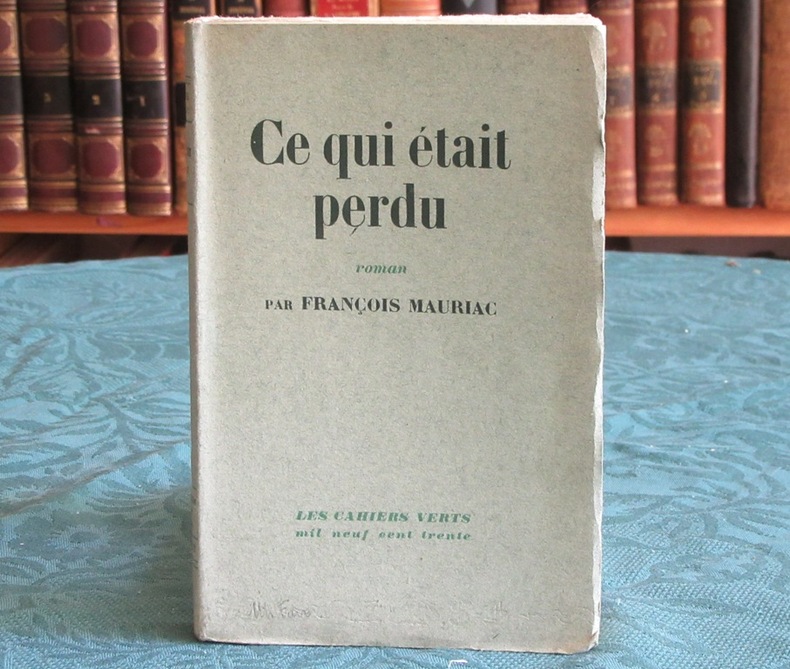 Ce qui était
perdu
roman
PAR FRANÇOIS MAURIAC
LES CAHIERS VERTS
mil neuf cent trente